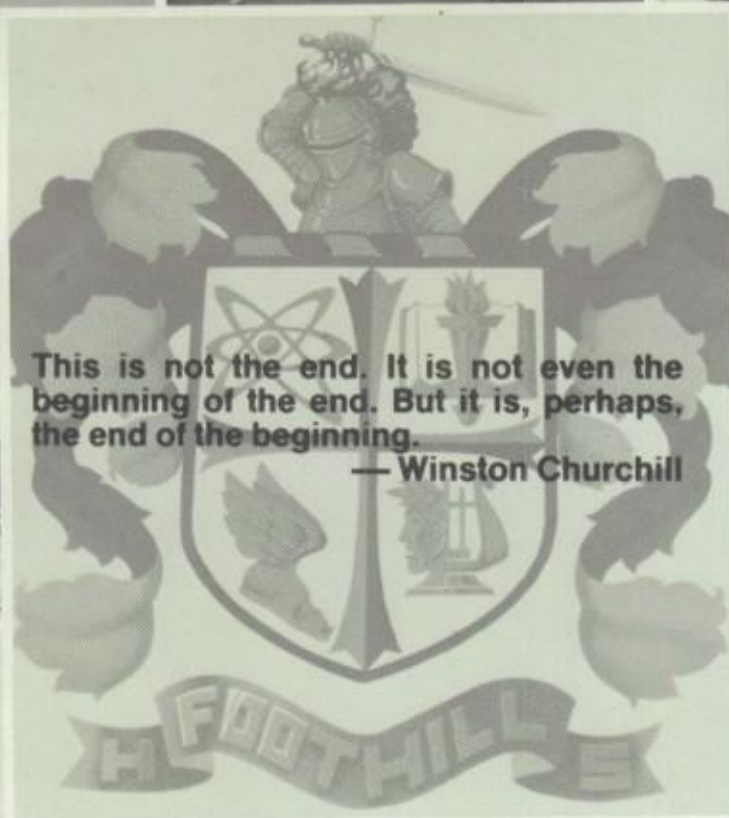 This is not the end. It is not even the
beginning of the end. But it is, perhaps,
the end of the beginning.
— Winston Churchill
H FOOTHILL S